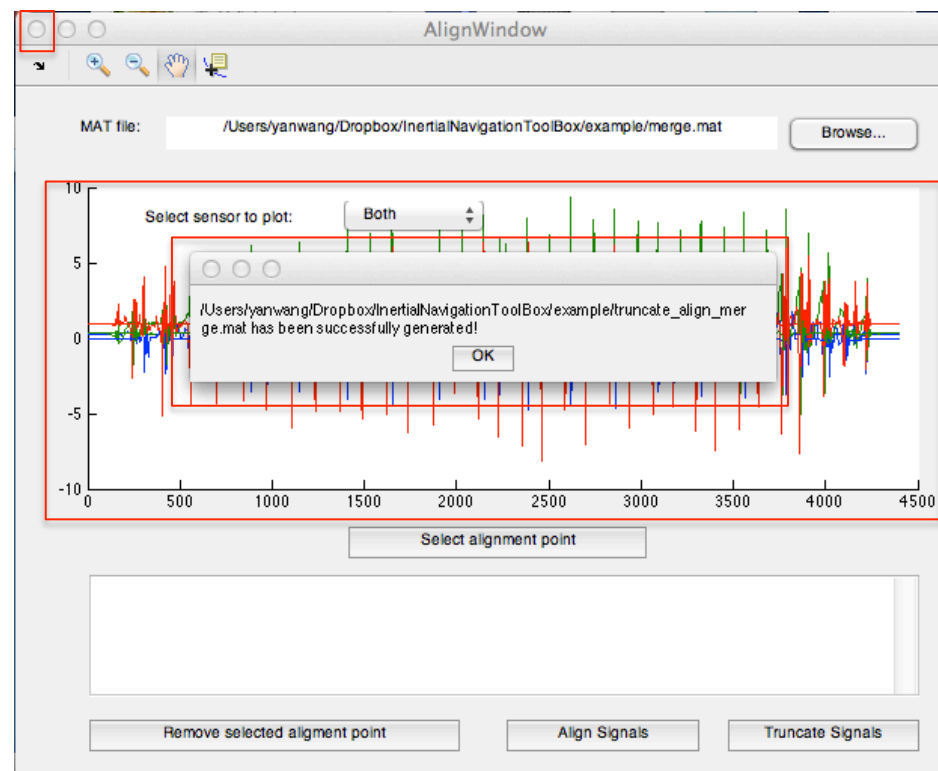 AlignWindow
MAT file: /Users/yanwang/Dropbox/InertialNavigationToolBox/example/merge.mat Browse...
Select sensor to plot: Both
10
5
0
-5
-10
0 500 1000 1500 2000 2500 3000 3500 4000 4500
/Users/yanwang/Dropbox/InertialNavigationToolBox/example/truncate_align_mer
ge.mat has been successfully generated!
OK
Select alignment point
Remove selected aligment point Align Signals Truncate Signals